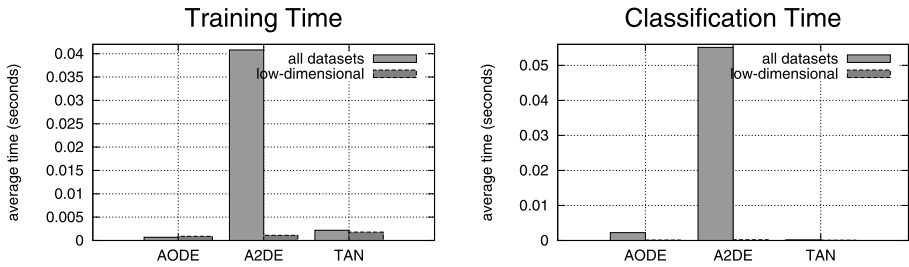 Training Time
average time (seconds)
0.04
0.035
0.03
0.025
0.02
0.015
0.01
0.005
0
all datasets
low-dimensional
AODE A2DE TAN
Classification Time
average time (seconds)
0.05
0.04
0.03
0.02
0.01
0
all datasets
low-dimensional
AODE A2DE TAN